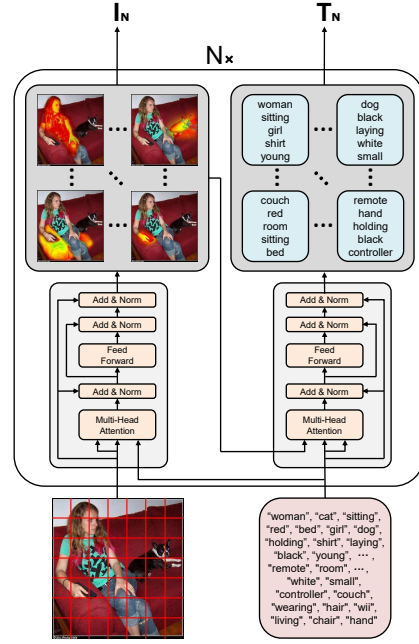 I_N
T_N
N×
woman
sitting
girl
shirt
young
dog
black
laying
white
small
couch
red
room
sitting
bed
remote
hand
holding
black
controller
Add & Norm
Add & Norm
Feed
Forward
Add & Norm
Multi-Head
Attention
Add & Norm
Add & Norm
Feed
Forward
Add & Norm
Multi-Head
Attention
“woman”, “cat”, “sitting”,
“red”, “bed”, “girl”, “dog”,
“holding”, “shirt”, “laying”,
“black”, “young”, … ,
“remote”, “room”, … ,
“white”, “small”,
“controller”, “couch”,
“wearing”, “hair”, “wii”,
“living”, “chair”, “hand”